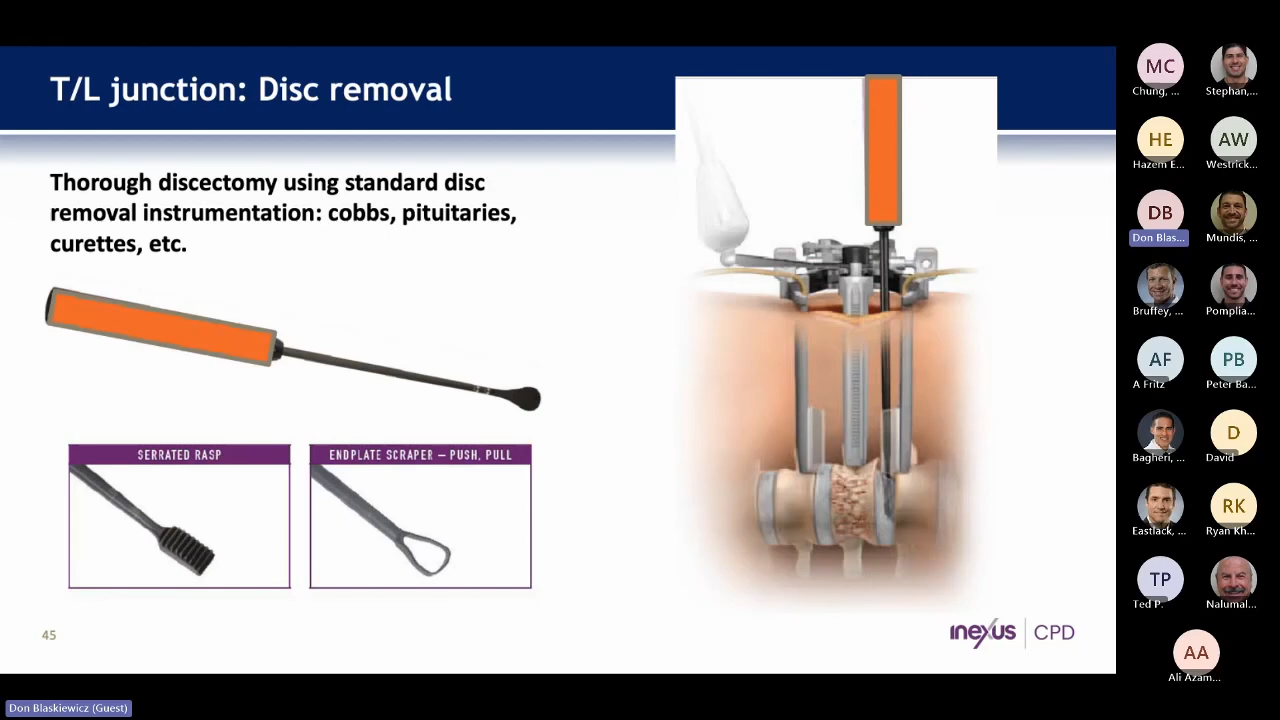 T/L junction: Disc removal
Thorough discectomy using standard disc
removal instrumentation: cobbs, pituitaries,
curettes, etc.
SERRATED RASP
ENDPLATE SCRAPER – PUSH, PULL
45
inexus CPD
MC
Chung, ...
Stephan,...
HE
Hazem E...
AW
Westrick...
DB
Don Blas...
Mundis, ...
Bruffey, ...
Pomplia...
AF
A Fritz
PB
Peter Ba...
Bagheri, ...
D
David
Eastlack, ...
RK
Ryan Kh...
TP
Ted P.
Nalumal...
AA
Ali Azam...
Don Blaskiewicz (Guest)